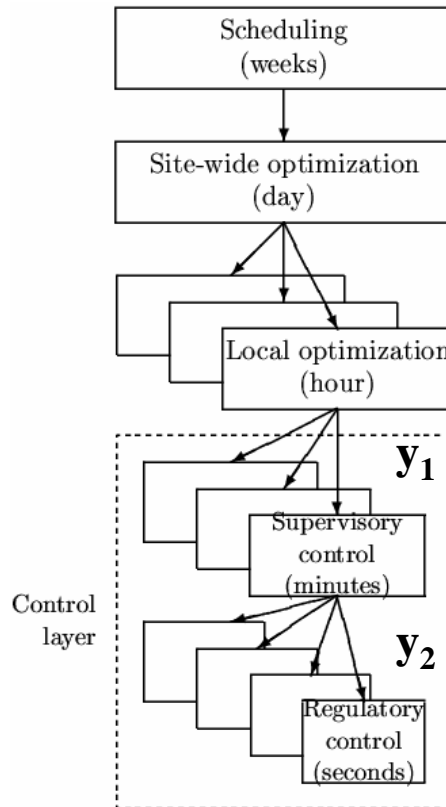 Scheduling
(weeks)
Site-wide optimization
(day)
Local optimization
(hour)
y1
Supervisory
control
(minutes)
Control
layer
y2
Regulatory
control
(seconds)